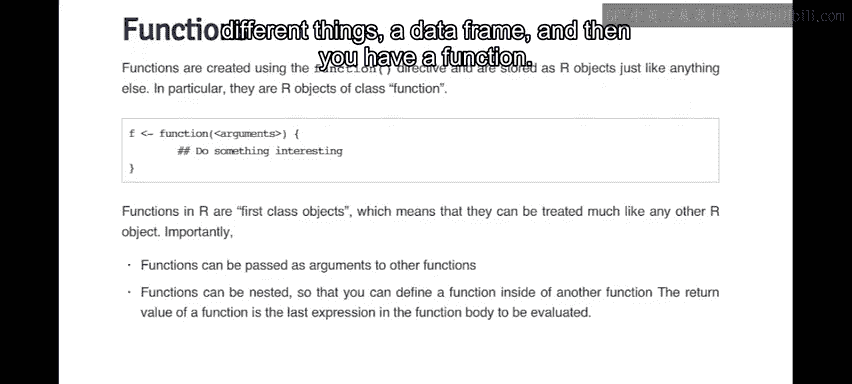 Function
different things, a data frame, and then
you have a function.
Functions are created using the function() directive and are stored as R objects just like anything
else. In particular, they are R objects of class “function”.
f <- function(<arguments>) {
## Do something interesting
}
Functions in R are “first class objects”, which means that they can be treated much like any other R
object. Importantly,
· Functions can be passed as arguments to other functions
· Functions can be nested, so that you can define a function inside of another function The return
value of a function is the last expression in the function body to be evaluated.